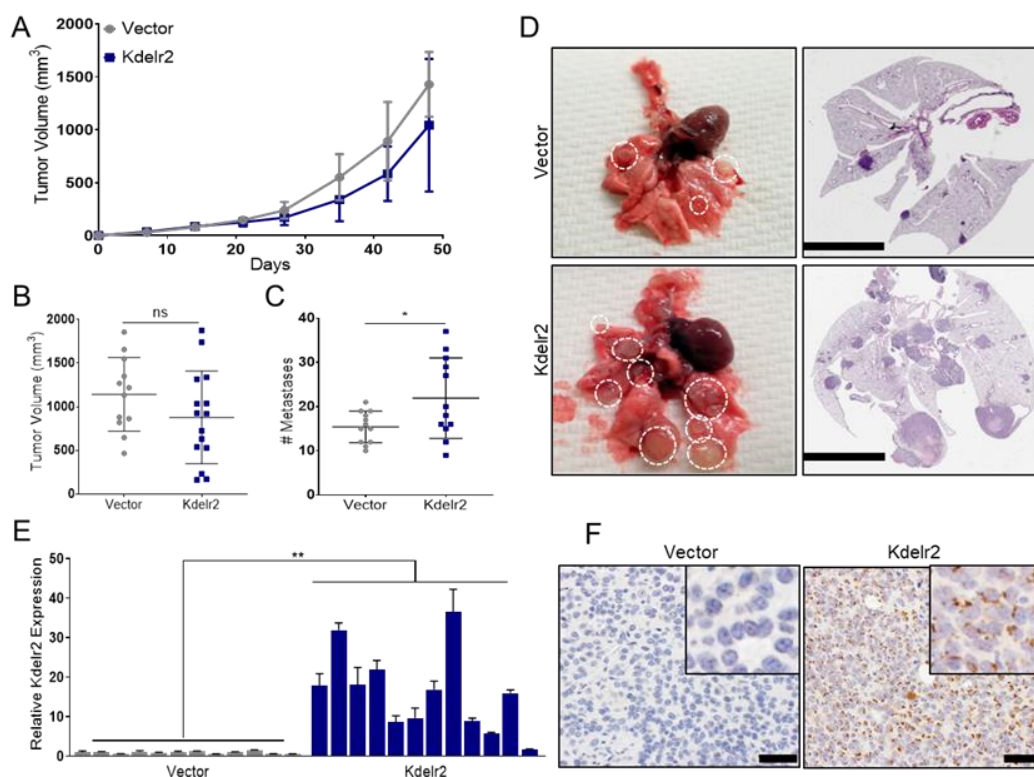 A
Vector
Kdelr2
Tumor Volume (mm³)
2000
1500
1000
500
0
0 10 20 30 40 50
Days
B
ns
Tumor Volume (mm³)
2000
1500
1000
500
0
Vector Kdelr2
C
*
# Metastases
40
30
20
10
0
Vector Kdelr2
D
Vector
Kdelr2
E
**
Relative Kdelr2 Expression
50
40
30
20
10
0
Vector Kdelr2
F
Vector Kdelr2